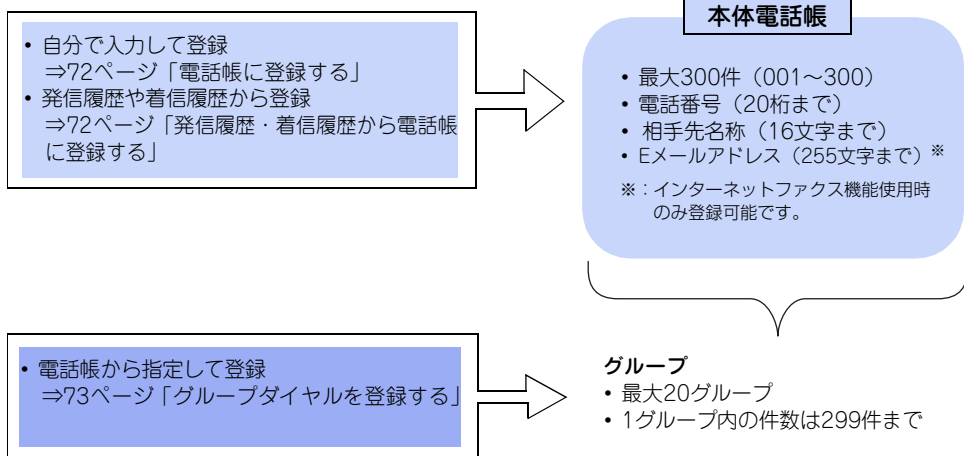 • 自分で入力して登録
⇒72ページ「電話帳に登録する」
• 発信履歴や着信履歴から登録
⇒72ページ「発信履歴・着信履歴から電話帳
に登録する」
本体電話帳
• 最大300件（001～300）
• 電話番号（20桁まで）
• 相手先名称（16文字まで）
• Eメールアドレス（255文字まで）※
※：インターネットファクス機能使用時
のみ登録可能です。
• 電話帳から指定して登録
⇒73ページ「グループダイヤルを登録する」
グループ
• 最大20グループ
• 1グループ内の件数は299件まで